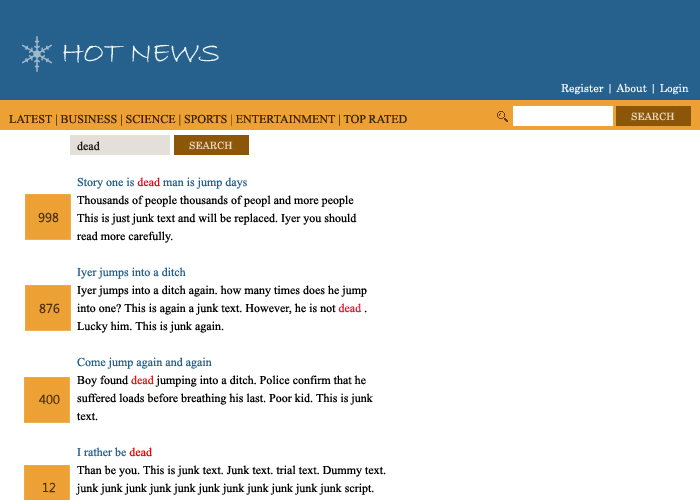 HOT NEWS
Register | About | Login
LATEST | BUSINESS | SCIENCE | SPORTS | ENTERTAINMENT | TOP RATED
SEARCH
dead
SEARCH
Story one is dead man is jump days
998
Thousands of people thousands of peopl and more people
This is just junk text and will be replaced. Iyer you should
read more carefully.
Iyer jumps into a ditch
876
Iyer jumps into a ditch again. how many times does he jump
into one? This is again a junk text. However, he is not dead .
Lucky him. This is junk again.
Come jump again and again
400
Boy found dead jumping into a ditch. Police confirm that he
suffered loads before breathing his last. Poor kid. This is junk
text.
I rather be dead
12
Than be you. This is junk text. Junk text. trial text. Dummy text.
junk junk junk junk junk junk junk junk junk junk junk script.